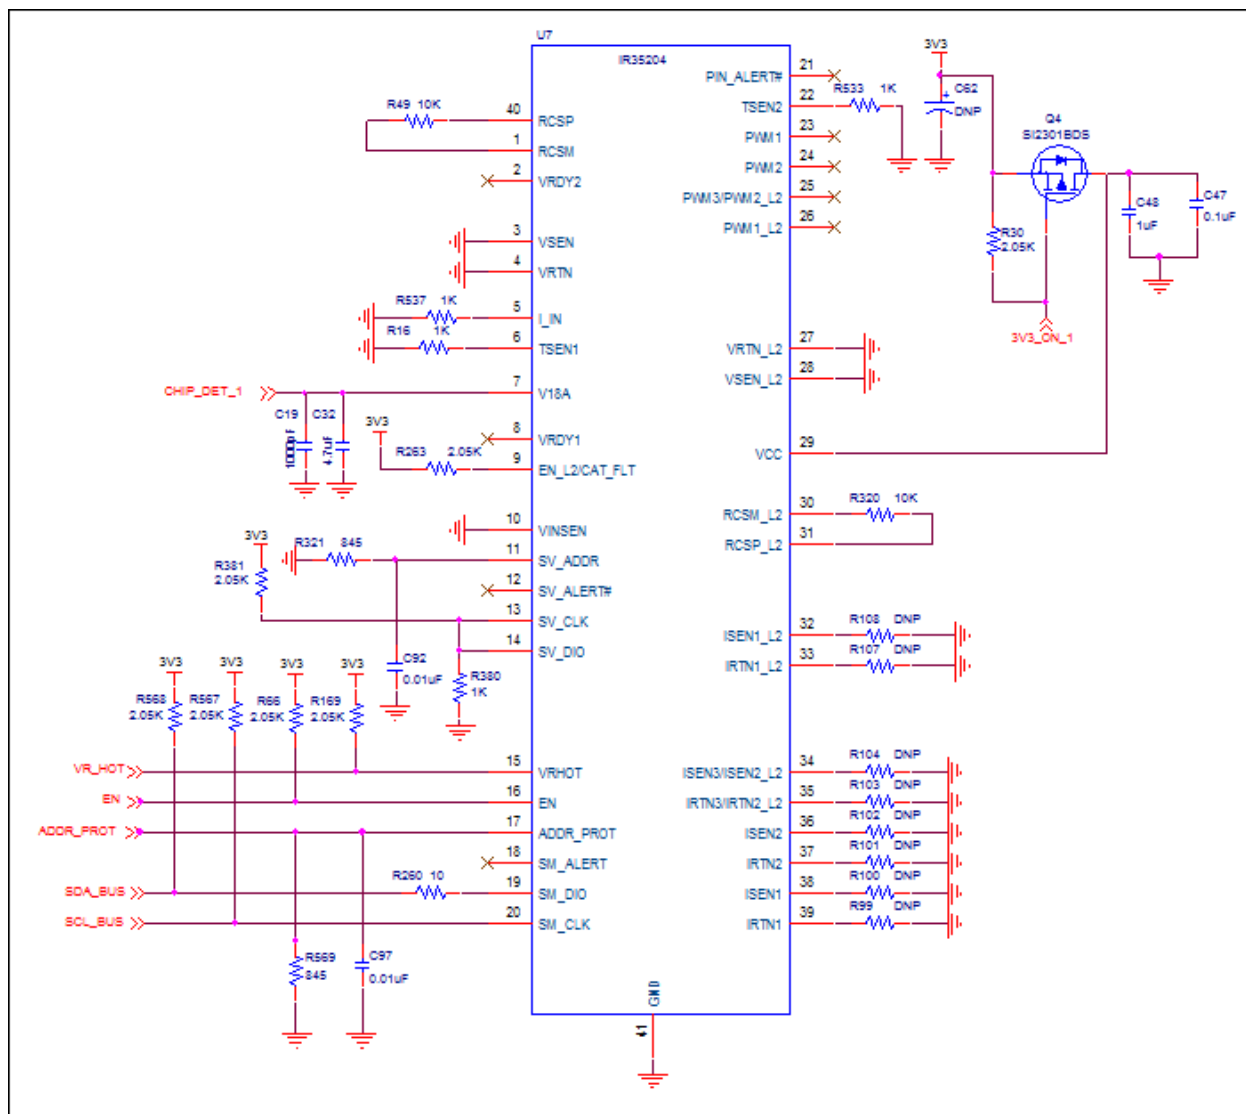 U7
IR35204
R49 10K
40 RCSP
1 RCSM
2 VRDY2
3 VSEN
4 VRTN
R537 1K
5 I_IN
R16 1K
6 TSEN1
CHIP_DET_1
7 V18A
C19 C32
1000pF 4.7uF
3V3
8 VRDY1
R263 2.05K
9 EN_L2/CAT_FLT
10 VINSEN
3V3
R321 845
11 SV_ADDR
R381
2.05K
12 SV_ALERT#
13 SV_CLK
14 SV_DIO
C92
0.01uF
R380
1K
3V3 3V3 3V3 3V3
R568 R567 R66 R169
2.05K 2.05K 2.05K 2.05K
VR_HOT
15 VRHOT
EN
16 EN
ADDR_PROT
17 ADDR_PROT
18 SM_ALERT
SDA_BUS
R260 10
19 SM_DIO
SCL_BUS
20 SM_CLK
R569
845
C97
0.01uF
GND
41
PIN_ALERT# 21
TSEN2 22
R533 1K
PWM1 23
PWM2 24
PWM3/PWM2_L2 25
PWM1_L2 26
3V3
+ C62
DNP
Q4
SI2301BDS
C48
1uF
C47
0.1uF
R30
2.05K
3V3_ON_1
VRTN_L2 27
VSEN_L2 28
VCC 29
RCSM_L2 30
R320 10K
RCSP_L2 31
ISEN1_L2 32
R108 DNP
IRTN1_L2 33
R107 DNP
ISEN3/ISEN2_L2 34
R104 DNP
IRTN3/IRTN2_L2 35
R103 DNP
ISEN2 36
R102 DNP
IRTN2 37
R101 DNP
ISEN1 38
R100 DNP
IRTN1 39
R99 DNP